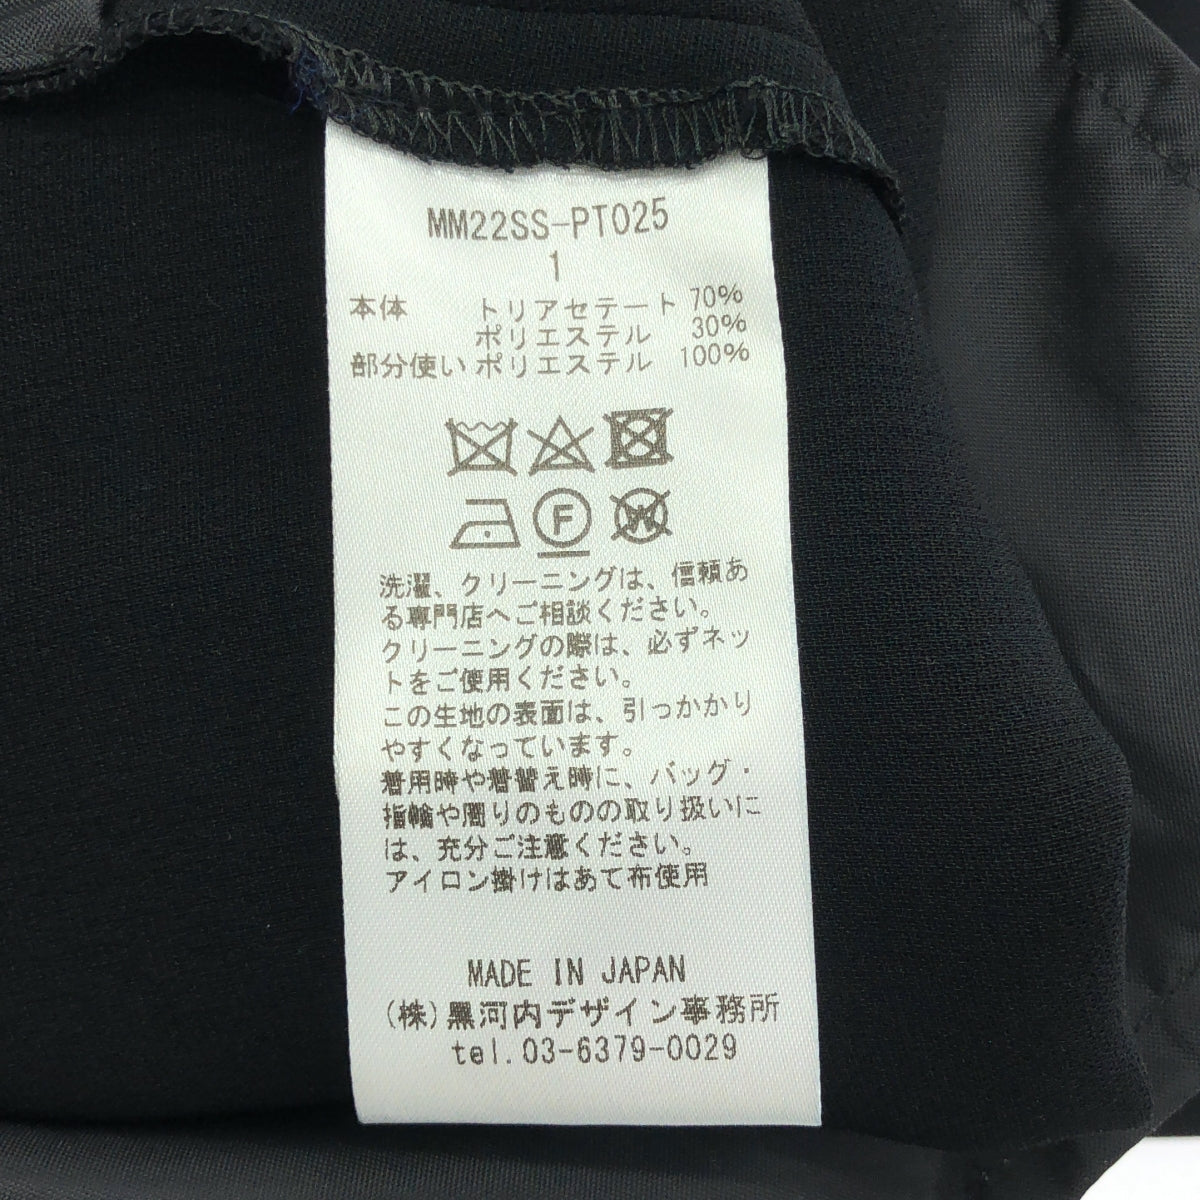 MM22SS-PT025
1
本体 トリアセテート 70%
ポリエステル 30%
部分使い ポリエステル 100%
F
W
洗濯、クリーニングは、信頼あ
る専門店へご相談ください。
クリーニングの際は、必ずネッ
トをご使用ください。
この生地の表面は、引っかかり
やすくなっています。
着用時や着替え時に、バッグ・
指輪や周りのものの取り扱いに
は、充分ご注意ください。
アイロン掛けはあて布使用
MADE IN JAPAN
(株)黒河内デザイン事務所
tel.03-6379-0029